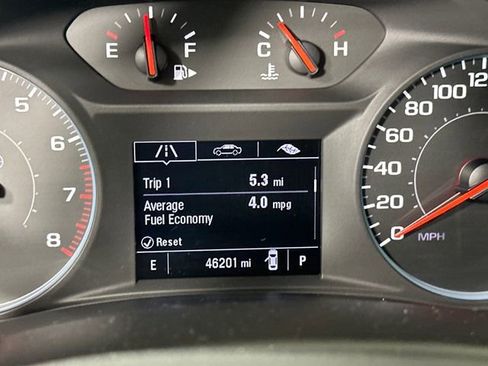 E F C H
Trip 1 5.3 mi
Average 4.0 mpg
Fuel Economy
Reset
E 46201 mi P
5
6
7
8
120
100
80
60
40
20
0
MPH